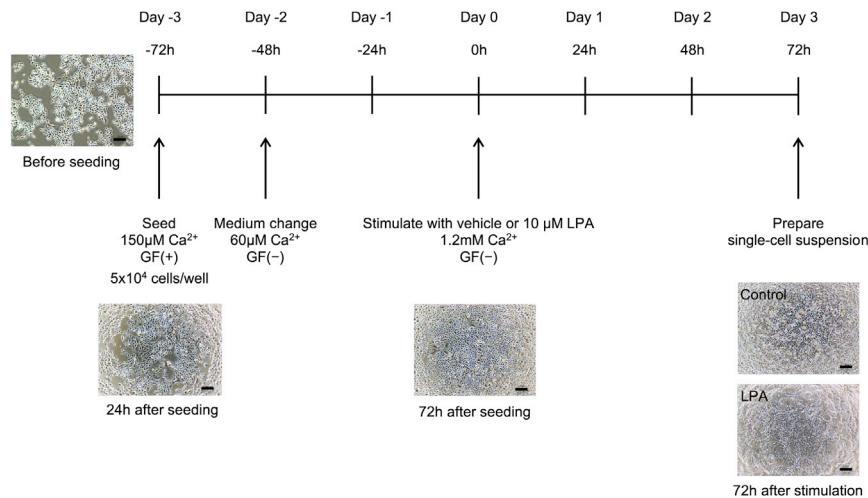 Day -3 Day -2 Day -1 Day 0 Day 1 Day 2 Day 3
-72h -48h -24h 0h 24h 48h 72h
Before seeding
Seed
150µM Ca²⁺
GF(+)
5x10⁴ cells/well
Medium change
60µM Ca²⁺
GF(−)
Stimulate with vehicle or 10 µM LPA
1.2mM Ca²⁺
GF(−)
Prepare
single-cell suspension
24h after seeding
72h after seeding
Control
LPA
72h after stimulation